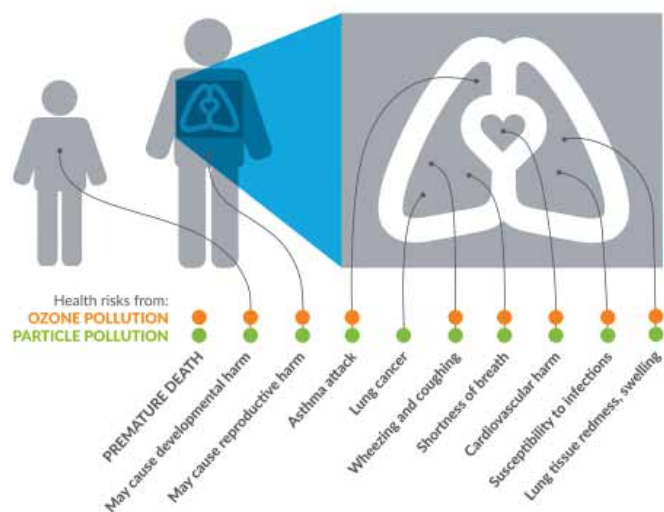 Health risks from:
OZONE POLLUTION
PARTICLE POLLUTION
PREMATURE DEATH
May cause developmental harm
May cause reproductive harm
Asthma attack
Lung cancer
Wheezing and coughing
Shortness of breath
Cardiovascular harm
Susceptibility to infections
Lung tissue redness, swelling